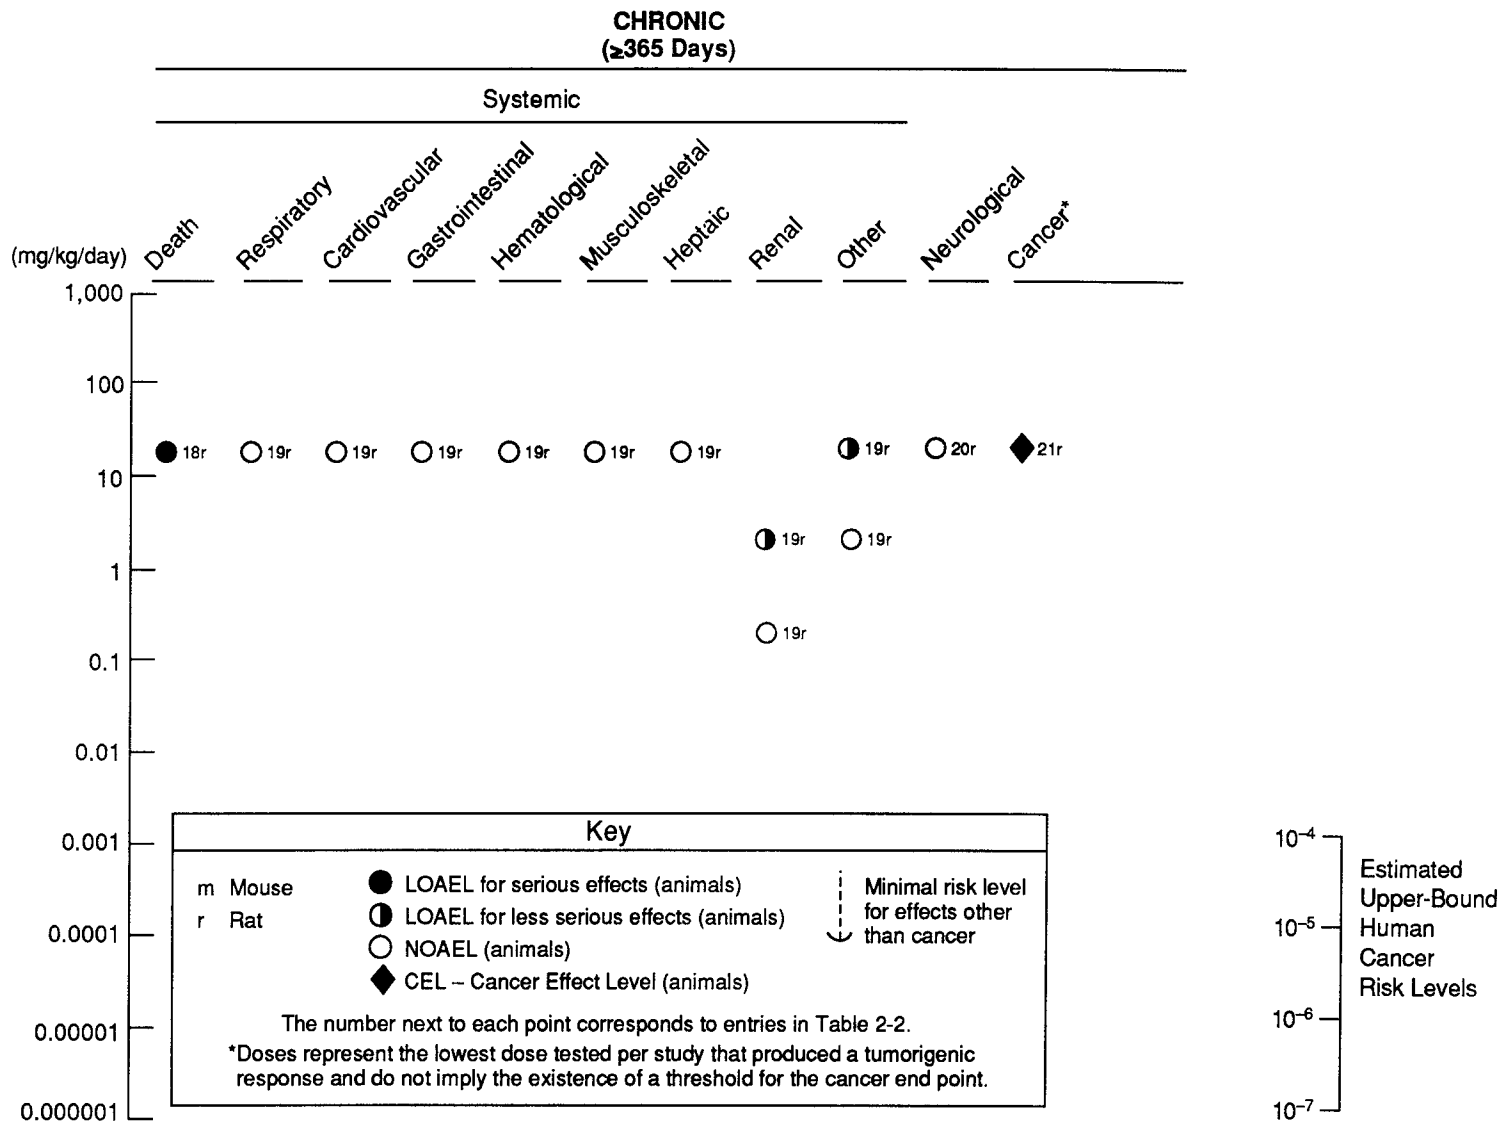 CHRONIC
(≥365 Days)
Systemic
(mg/kg/day)
Death
Respiratory
Cardiovascular
Gastrointestinal
Hematological
Musculoskeletal
Heptaic
Renal
Other
Neurological
Cancer*
1,000
100
18r
19r
19r
19r
19r
19r
19r
19r
20r
21r
10
19r
19r
1
19r
0.1
0.01
0.001
0.0001
0.00001
0.000001
Key
m Mouse
r Rat
LOAEL for serious effects (animals)
LOAEL for less serious effects (animals)
NOAEL (animals)
CEL – Cancer Effect Level (animals)
Minimal risk level
for effects other
than cancer
The number next to each point corresponds to entries in Table 2-2.
*Doses represent the lowest dose tested per study that produced a tumorigenic
response and do not imply the existence of a threshold for the cancer end point.
10⁻⁴
10⁻⁵
10⁻⁶
10⁻⁷
Estimated
Upper-Bound
Human
Cancer
Risk Levels